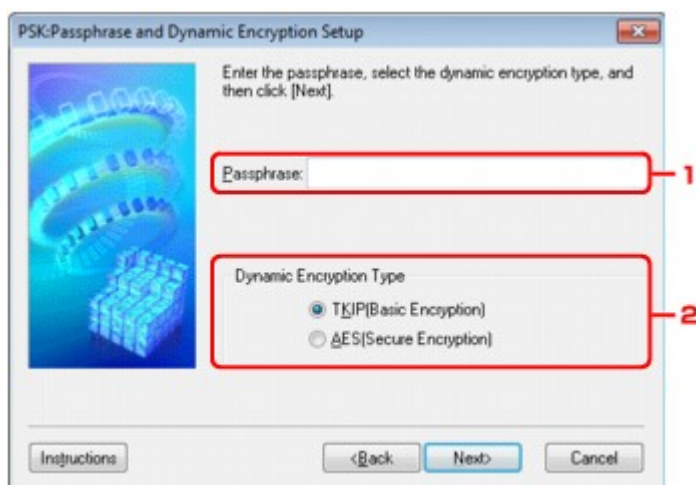 PSK:Passphrase and Dynamic Encryption Setup
Enter the passphrase, select the dynamic encryption type, and
then click [Next].
Passphrase:
1
Dynamic Encryption Type
TKIP(Basic Encryption)
AES(Secure Encryption)
2
Instructions
<Back
Next>
Cancel